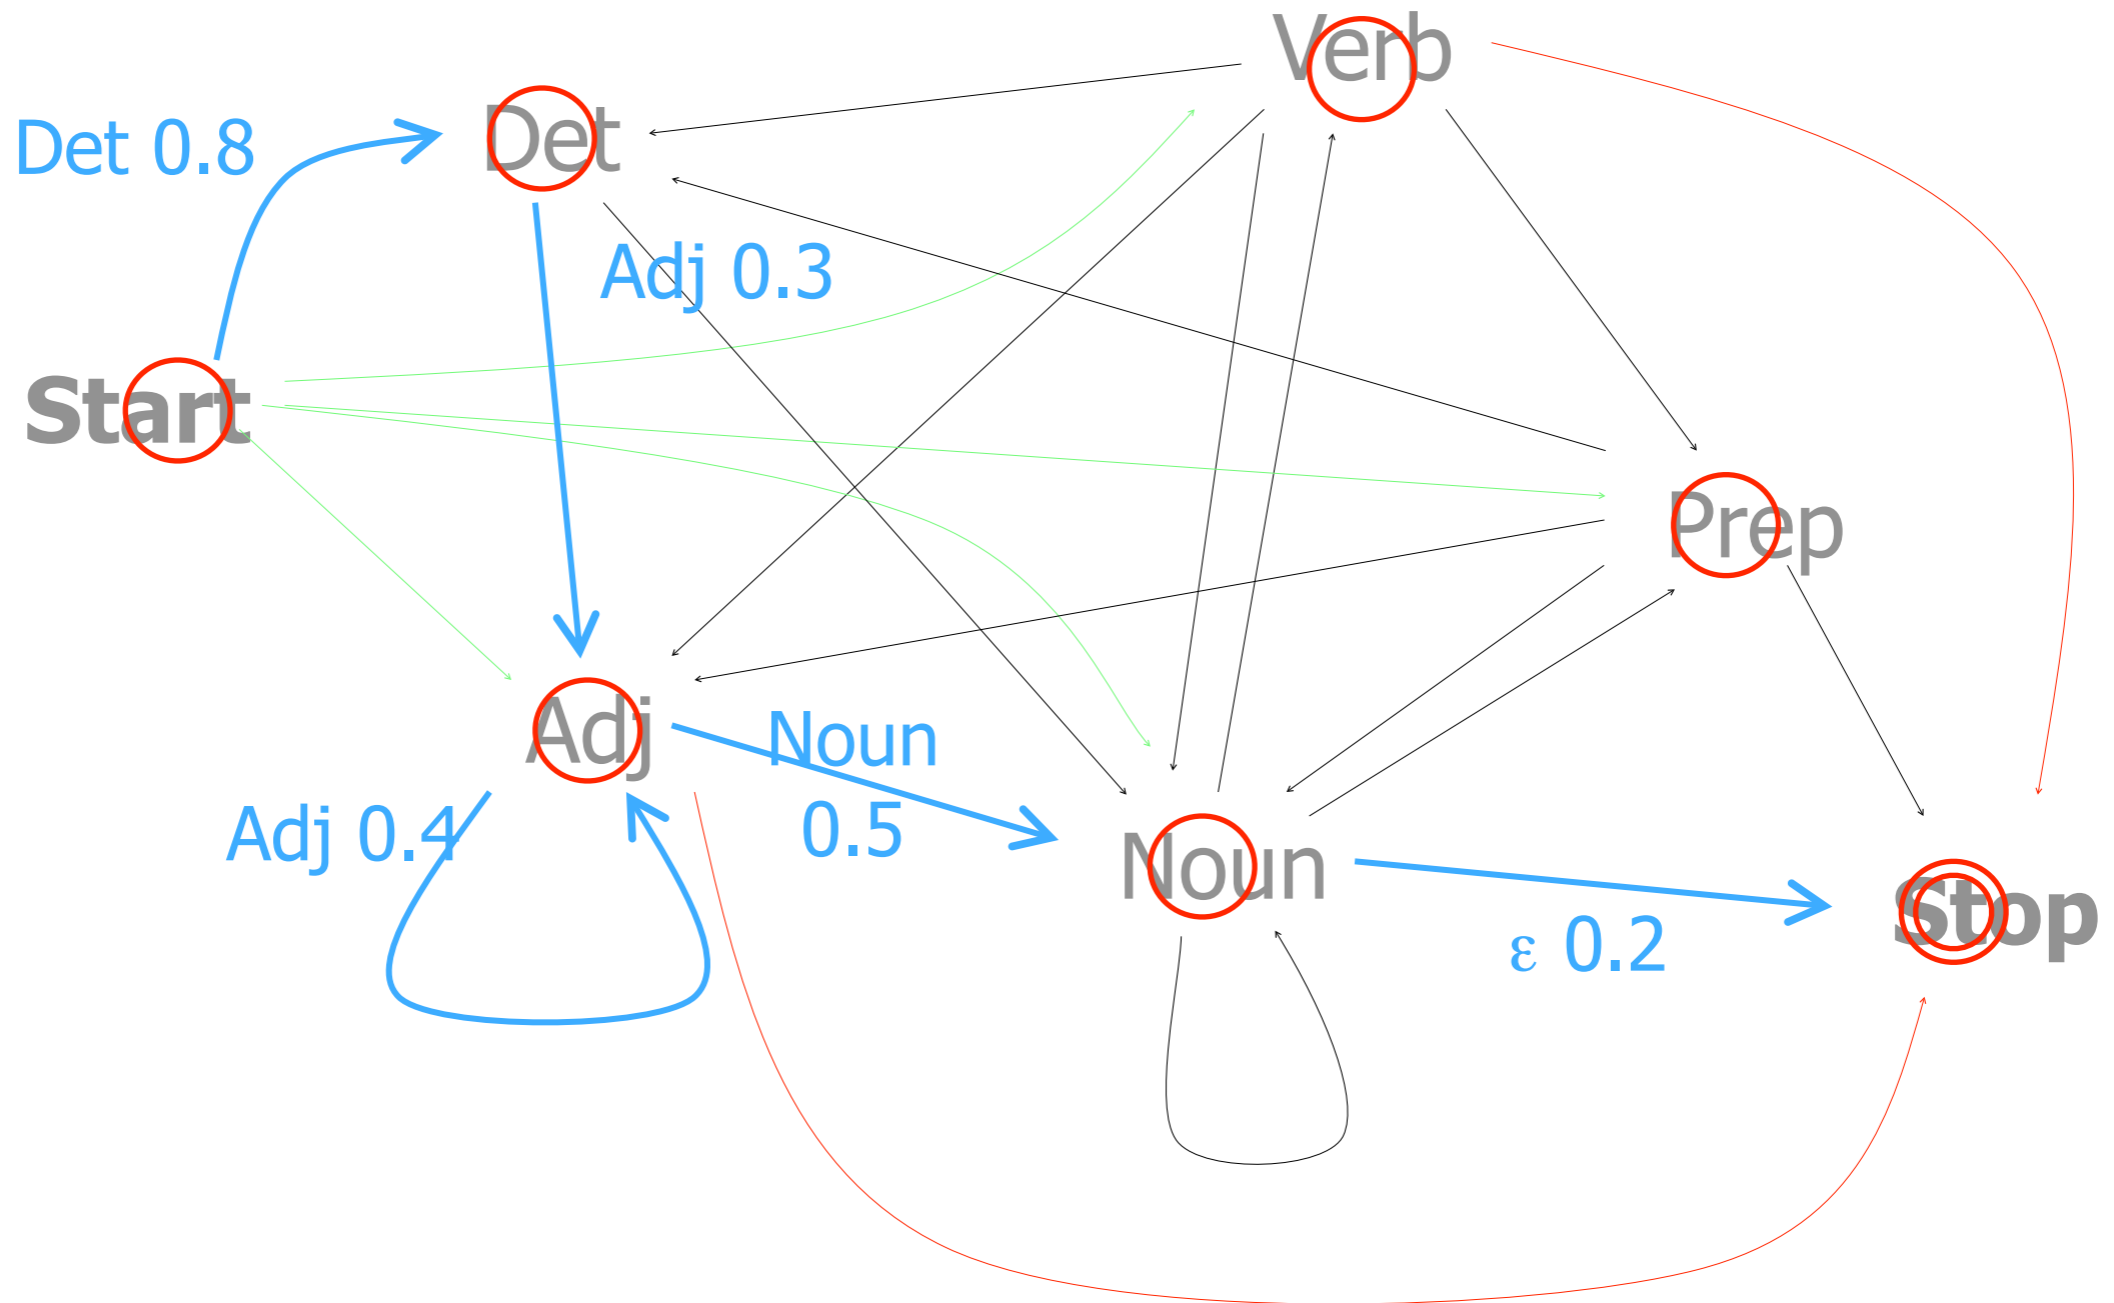 Verb
Det
Det 0.8
Adj 0.3
Start
Prep
Adj
Noun
0.5
Adj 0.4
Noun
Stop
ε 0.2